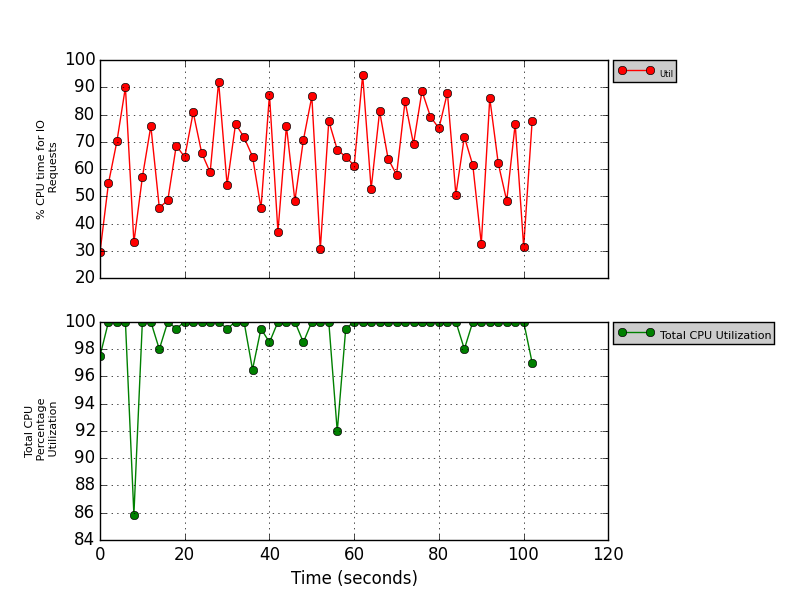 100
90
80
70
60
50
40
30
20
% CPU time for IO
Requests
Util
100
98
96
94
92
90
88
86
84
Total CPU
Percentage
Utilization
Total CPU Utilization
0 20 40 60 80 100 120
Time (seconds)